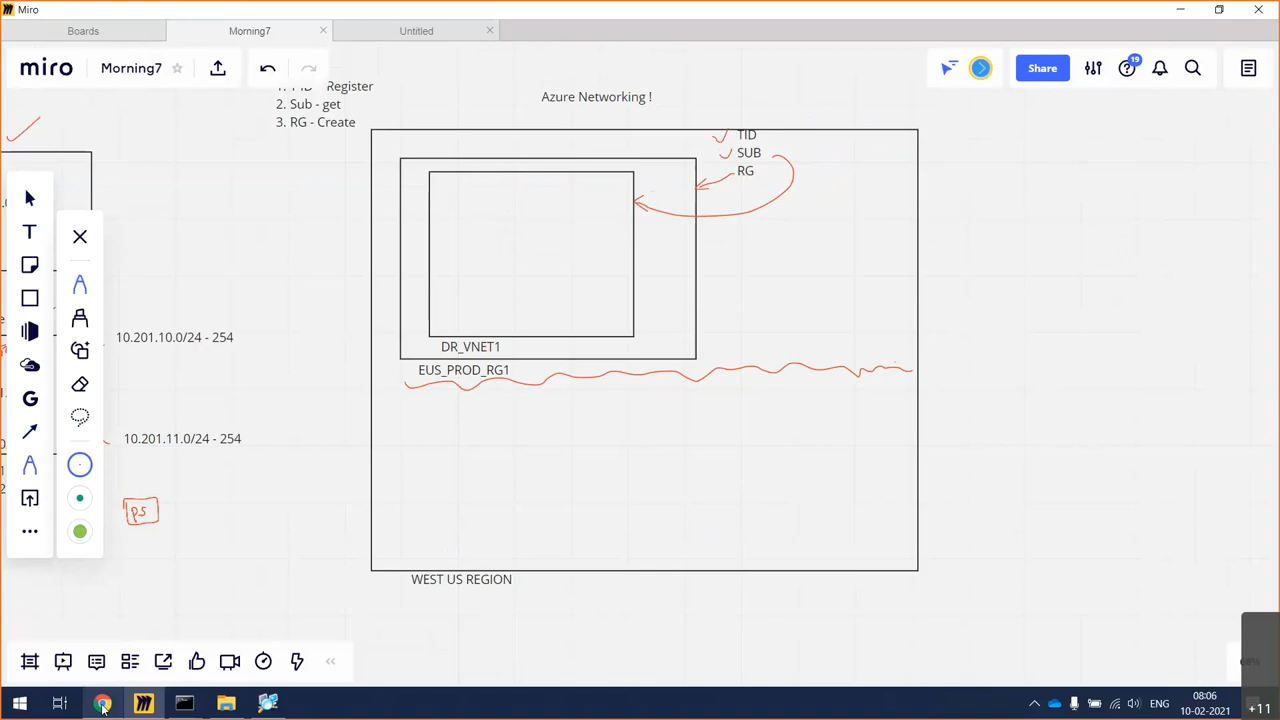 Miro
Boards
Morning7
Untitled
miro
Morning7
Share
19
Register
2. Sub - get
3. RG - Create
Azure Networking !
TID
SUB
RG
DR_VNET1
EUS_PROD_RG1
WEST US REGION
10.201.10.0/24 - 254
10.201.11.0/24 - 254
PS
ENG
08:06
10-02-2021
+11